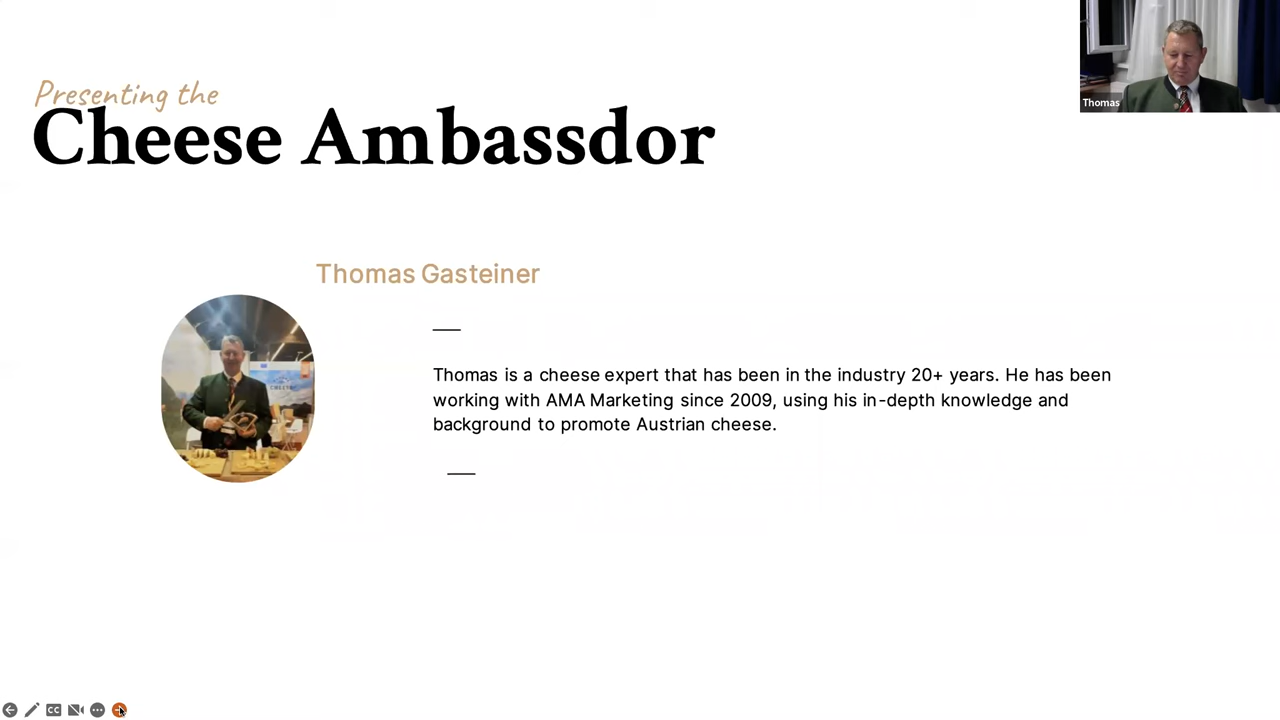 Presenting the
Cheese Ambassdor
Thomas
Thomas Gasteiner
Thomas is a cheese expert that has been in the industry 20+ years. He has been
working with AMA Marketing since 2009, using his in-depth knowledge and
background to promote Austrian cheese.
CHEESE
CC